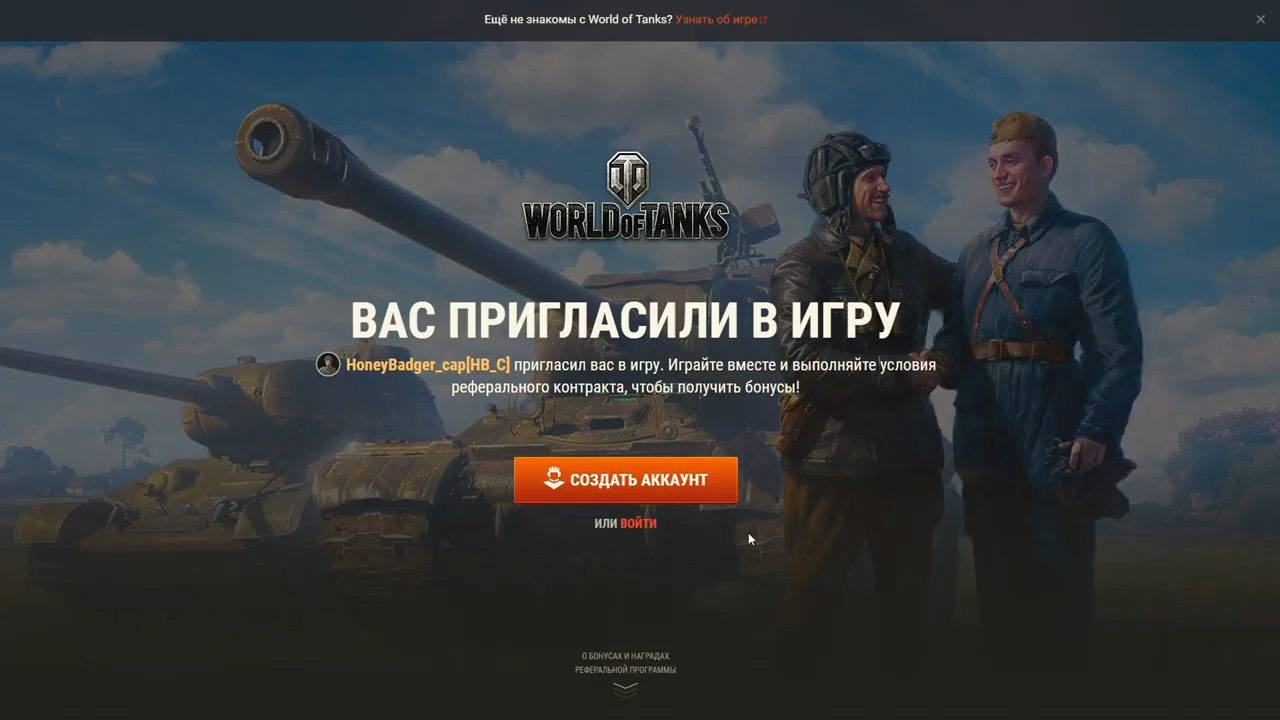 Ещё не знакомы с World of Tanks? Узнать об игре
WORLD OF TANKS
ВАС ПРИГЛАСИЛИ В ИГРУ
HoneyBadger_cap[HB_C] пригласил вас в игру. Играйте вместе и выполняйте условия
реферального контракта, чтобы получить бонусы!
СОЗДАТЬ АККАУНТ
ИЛИ ВОЙТИ
О БОНУСАХ И НАГРАДАХ
РЕФЕРАЛЬНОЙ ПРОГРАММЫ